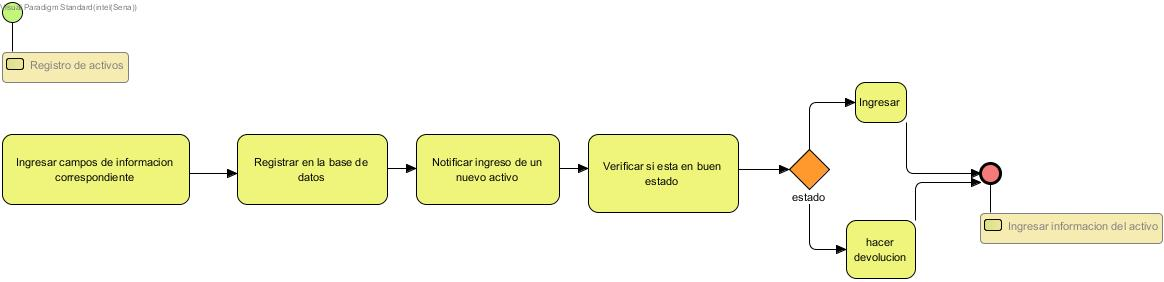 Visual Paradigm Standard(intel(Sena))
Registro de activos
Ingresar campos de informacion
correspondiente
Registrar en la base de
datos
Notificar ingreso de un
nuevo activo
Verificar si esta en buen
estado
estado
Ingresar
hacer
devolucion
Ingresar informacion del activo